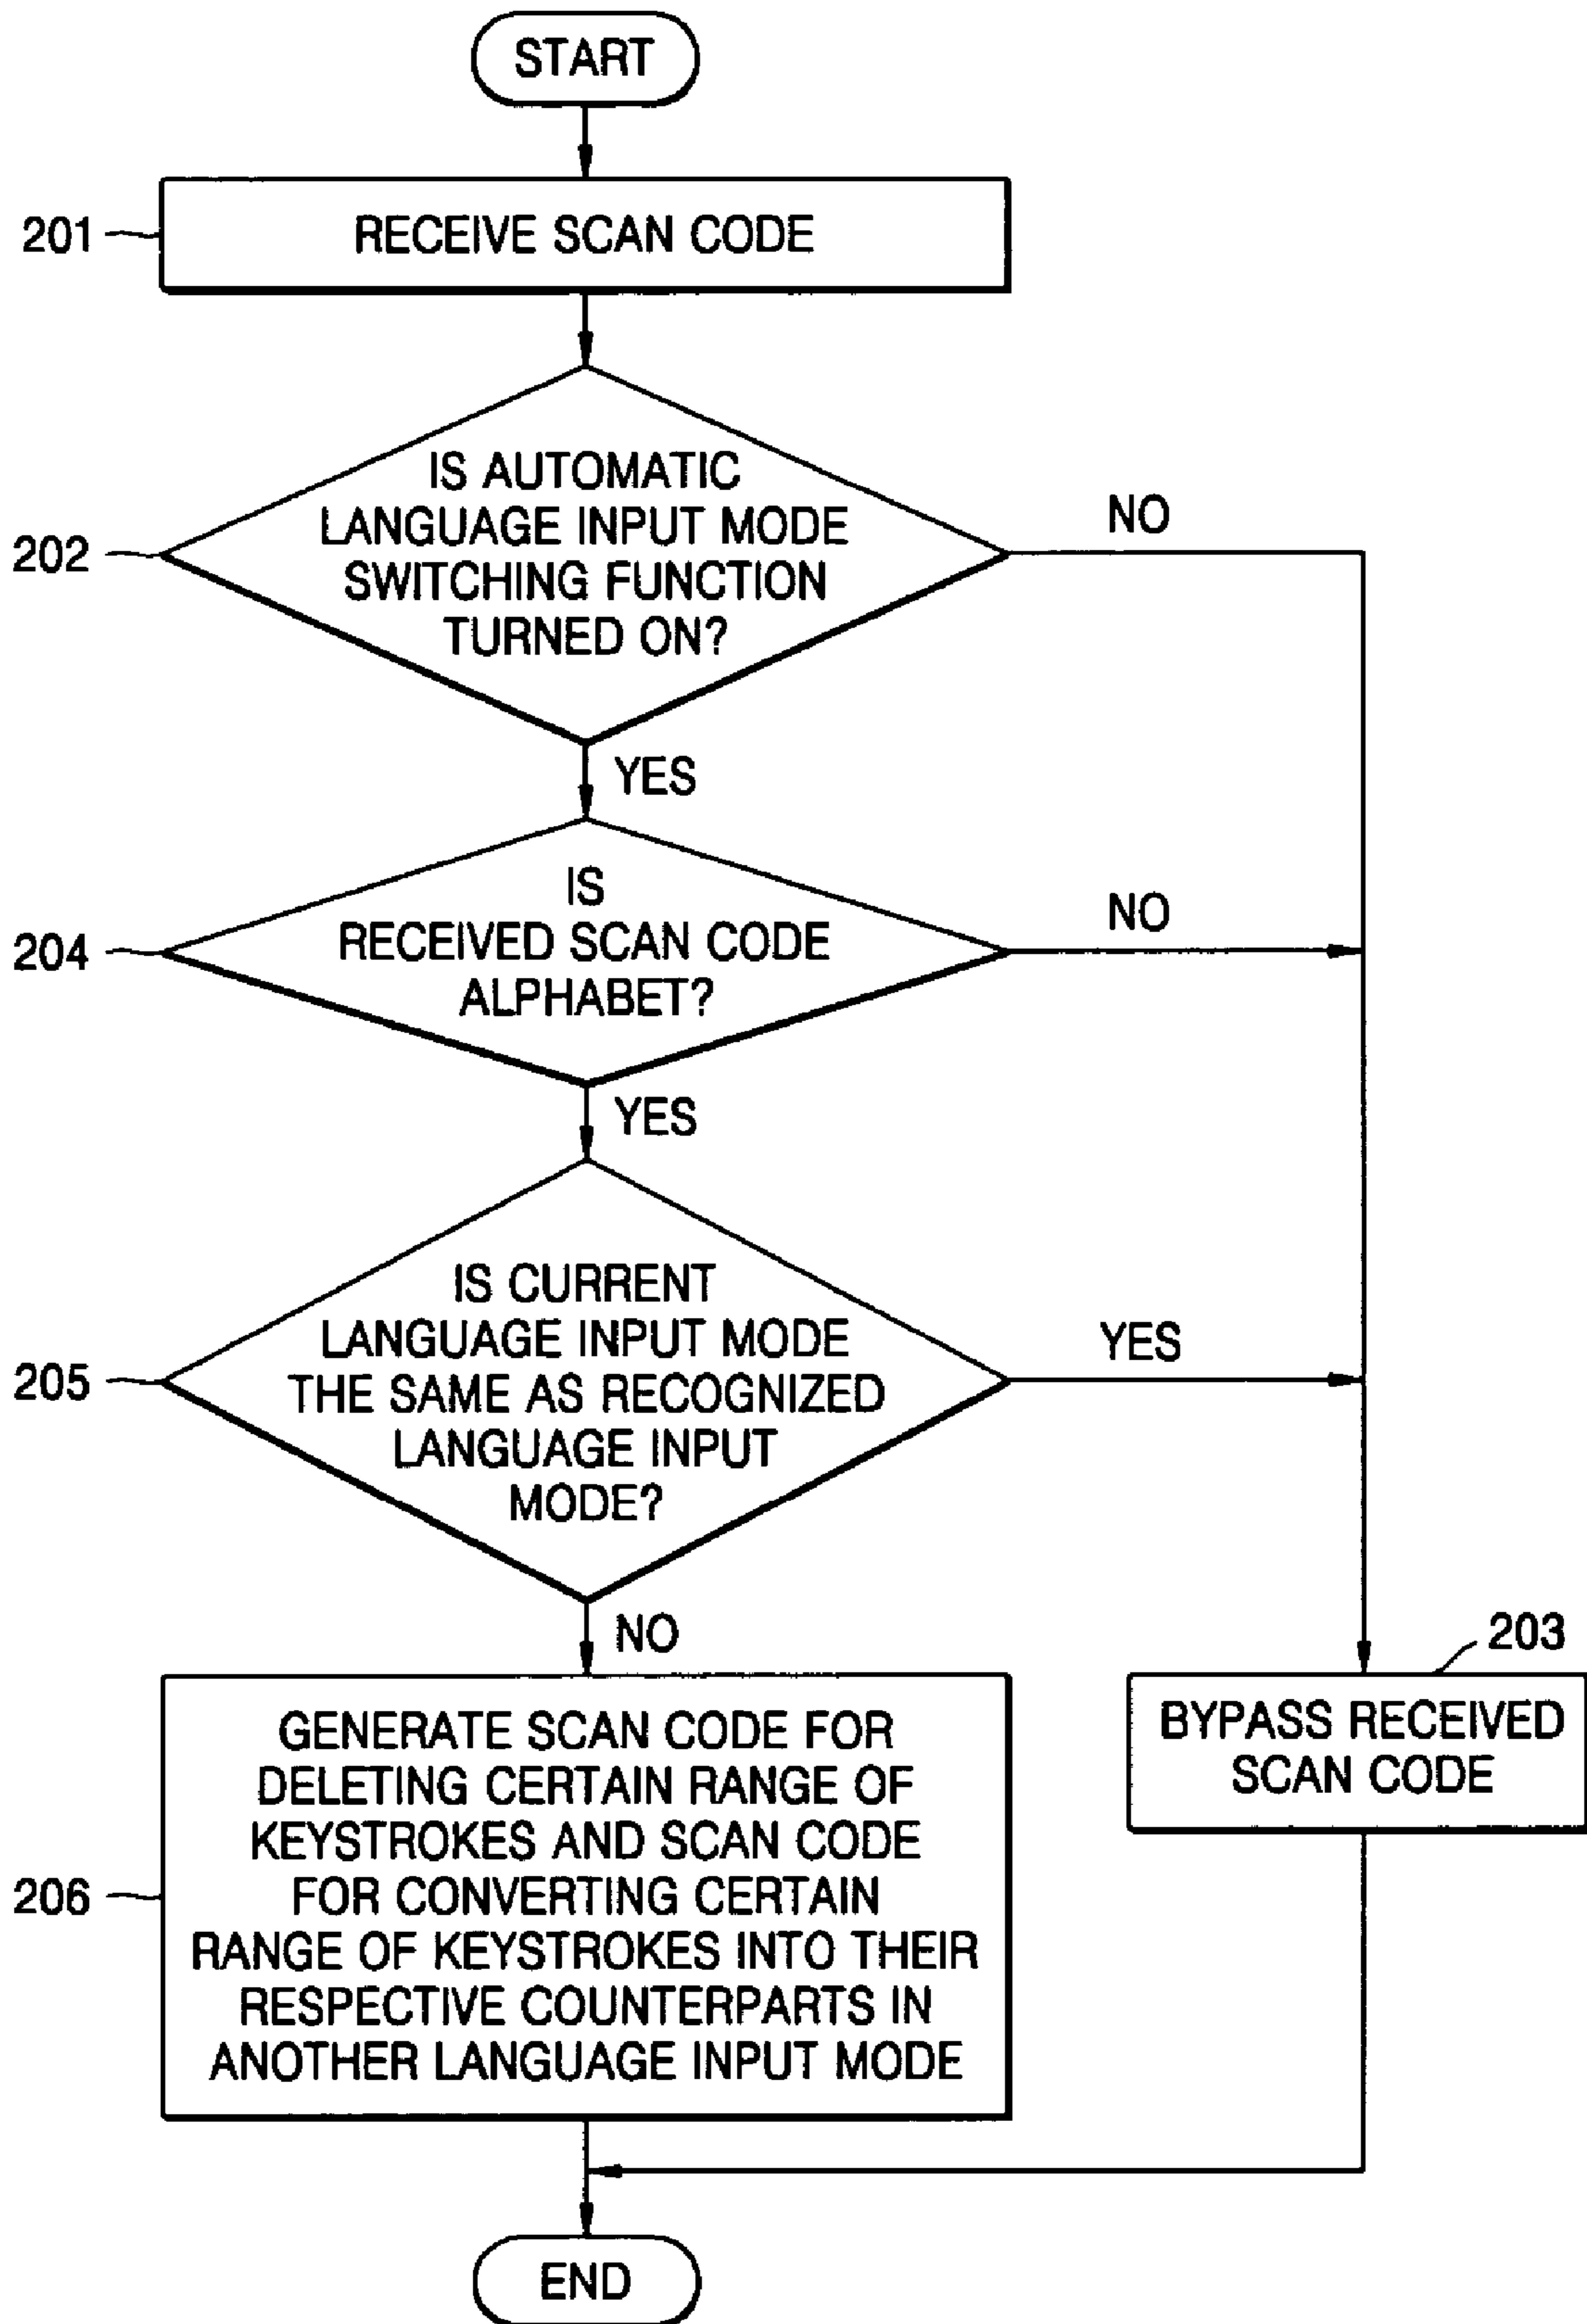 START
201
RECEIVE SCAN CODE
202
IS AUTOMATIC
LANGUAGE INPUT MODE
SWITCHING FUNCTION
TURNED ON?
NO
YES
204
IS
RECEIVED SCAN CODE
ALPHABET?
NO
YES
205
IS CURRENT
LANGUAGE INPUT MODE
THE SAME AS RECOGNIZED
LANGUAGE INPUT
MODE?
YES
NO
203
BYPASS RECEIVED
SCAN CODE
206
GENERATE SCAN CODE FOR
DELETING CERTAIN RANGE OF
KEYSTROKES AND SCAN CODE
FOR CONVERTING CERTAIN
RANGE OF KEYSTROKES INTO THEIR
RESPECTIVE COUNTERPARTS IN
ANOTHER LANGUAGE INPUT MODE
END